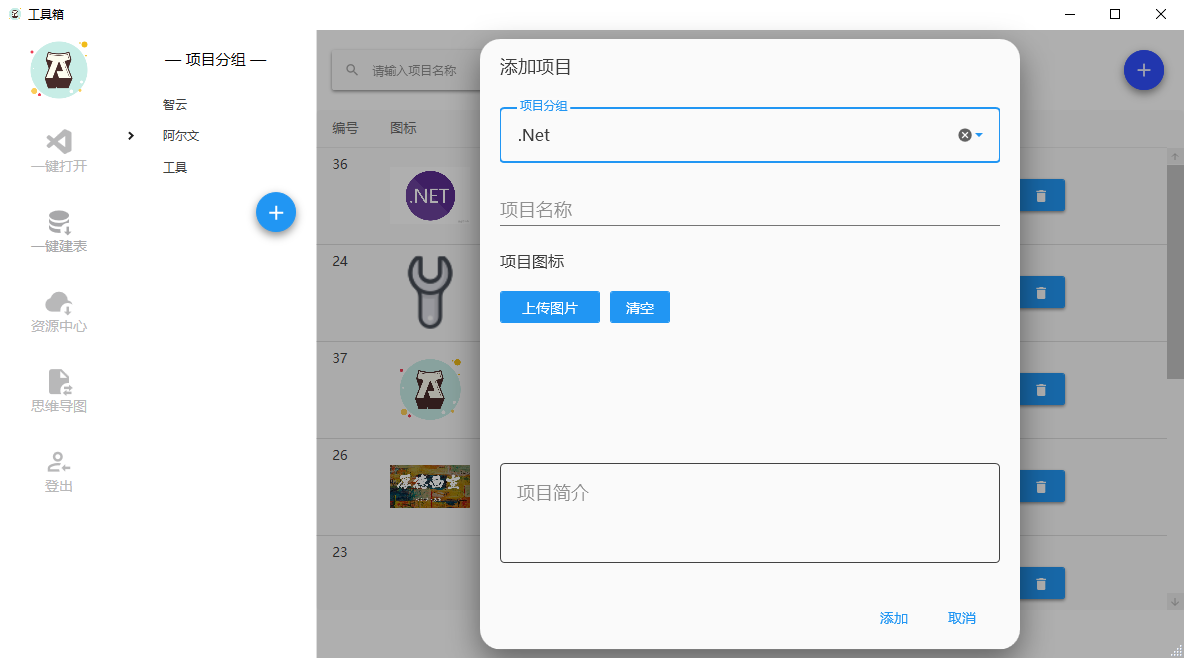 工具箱
一键打开
一键建表
资源中心
思维导图
登出
— 项目分组 —
智云
阿尔文
工具
请输入项目名称
编号
图标
36
.NET
24
37
A
26
厚德西室
23
添加项目
项目分组
.Net
项目名称
项目图标
上传图片
清空
项目简介
添加
取消